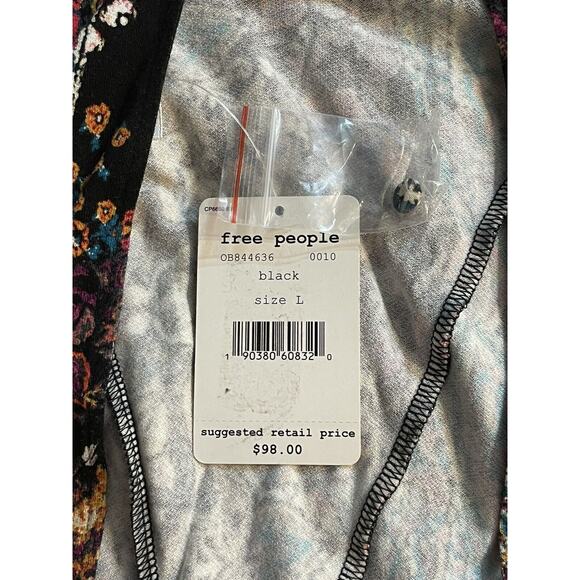 free people
OB844636 0010
black
size L
1 90380 60832 0
suggested retail price
$98.00